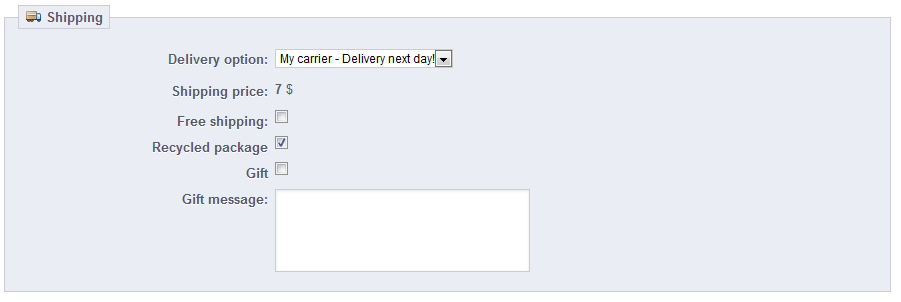 Shipping
Delivery option: My carrier - Delivery next day!
Shipping price: 7 $
Free shipping:
Recycled package
Gift
Gift message: